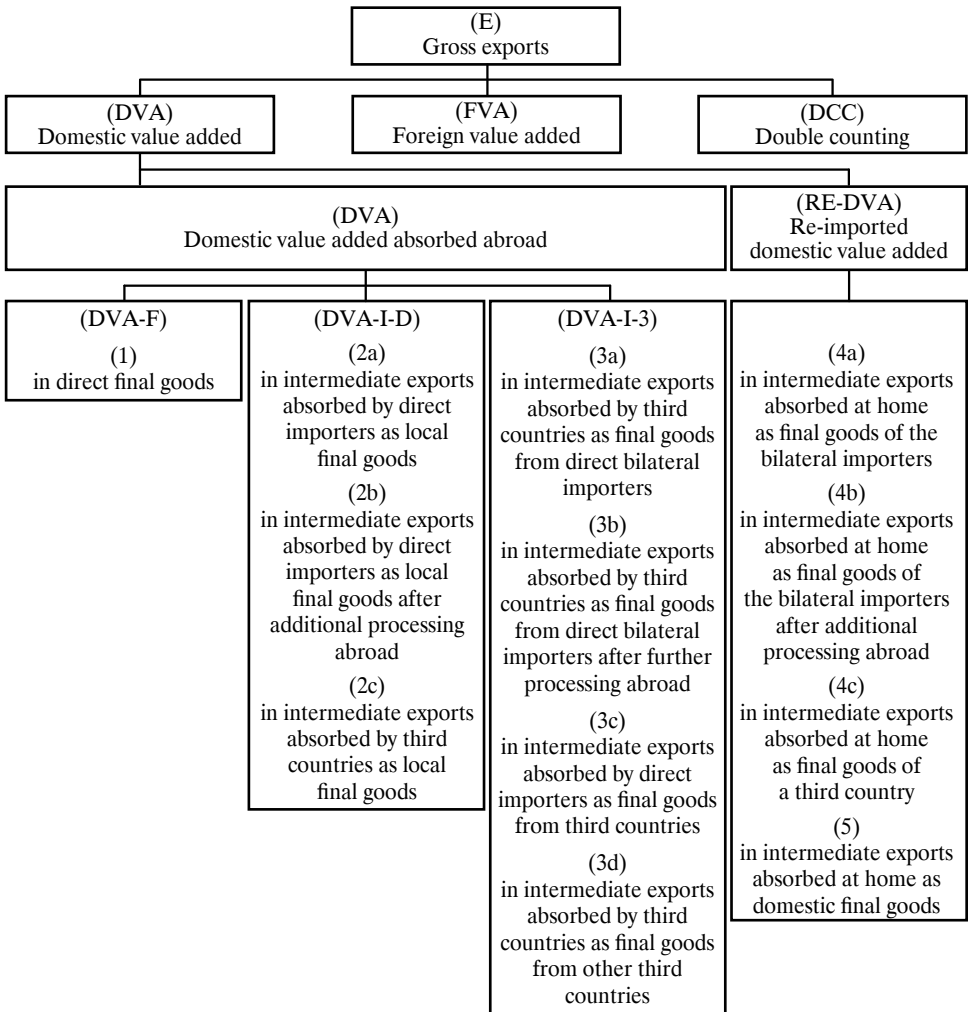 (E)
Gross exports
(DVA)
Domestic value added
(FVA)
Foreign value added
(DCC)
Double counting
(DVA)
Domestic value added absorbed abroad
(RE-DVA)
Re-imported
domestic value added
(DVA-F)
(1)
in direct final goods
(DVA-I-D)
(2a)
in intermediate exports
absorbed by direct
importers as local
final goods
(2b)
in intermediate exports
absorbed by direct
importers as local
final goods after
additional processing
abroad
(2c)
in intermediate exports
absorbed by third
countries as local
final goods
(DVA-I-3)
(3a)
in intermediate exports
absorbed by third
countries as final goods
from direct bilateral
importers
(3b)
in intermediate exports
absorbed by third
countries as final goods
from direct bilateral
importers after further
processing abroad
(3c)
in intermediate exports
absorbed by direct
importers as final goods
from third countries
(3d)
in intermediate exports
absorbed by third
countries as final goods
from other third
countries
(4a)
in intermediate exports
absorbed at home
as final goods of the
bilateral importers
(4b)
in intermediate exports
absorbed at home
as final goods of
the bilateral importers
after additional
processing abroad
(4c)
in intermediate exports
absorbed at home
as final goods of
a third country
(5)
in intermediate exports
absorbed at home as
domestic final goods